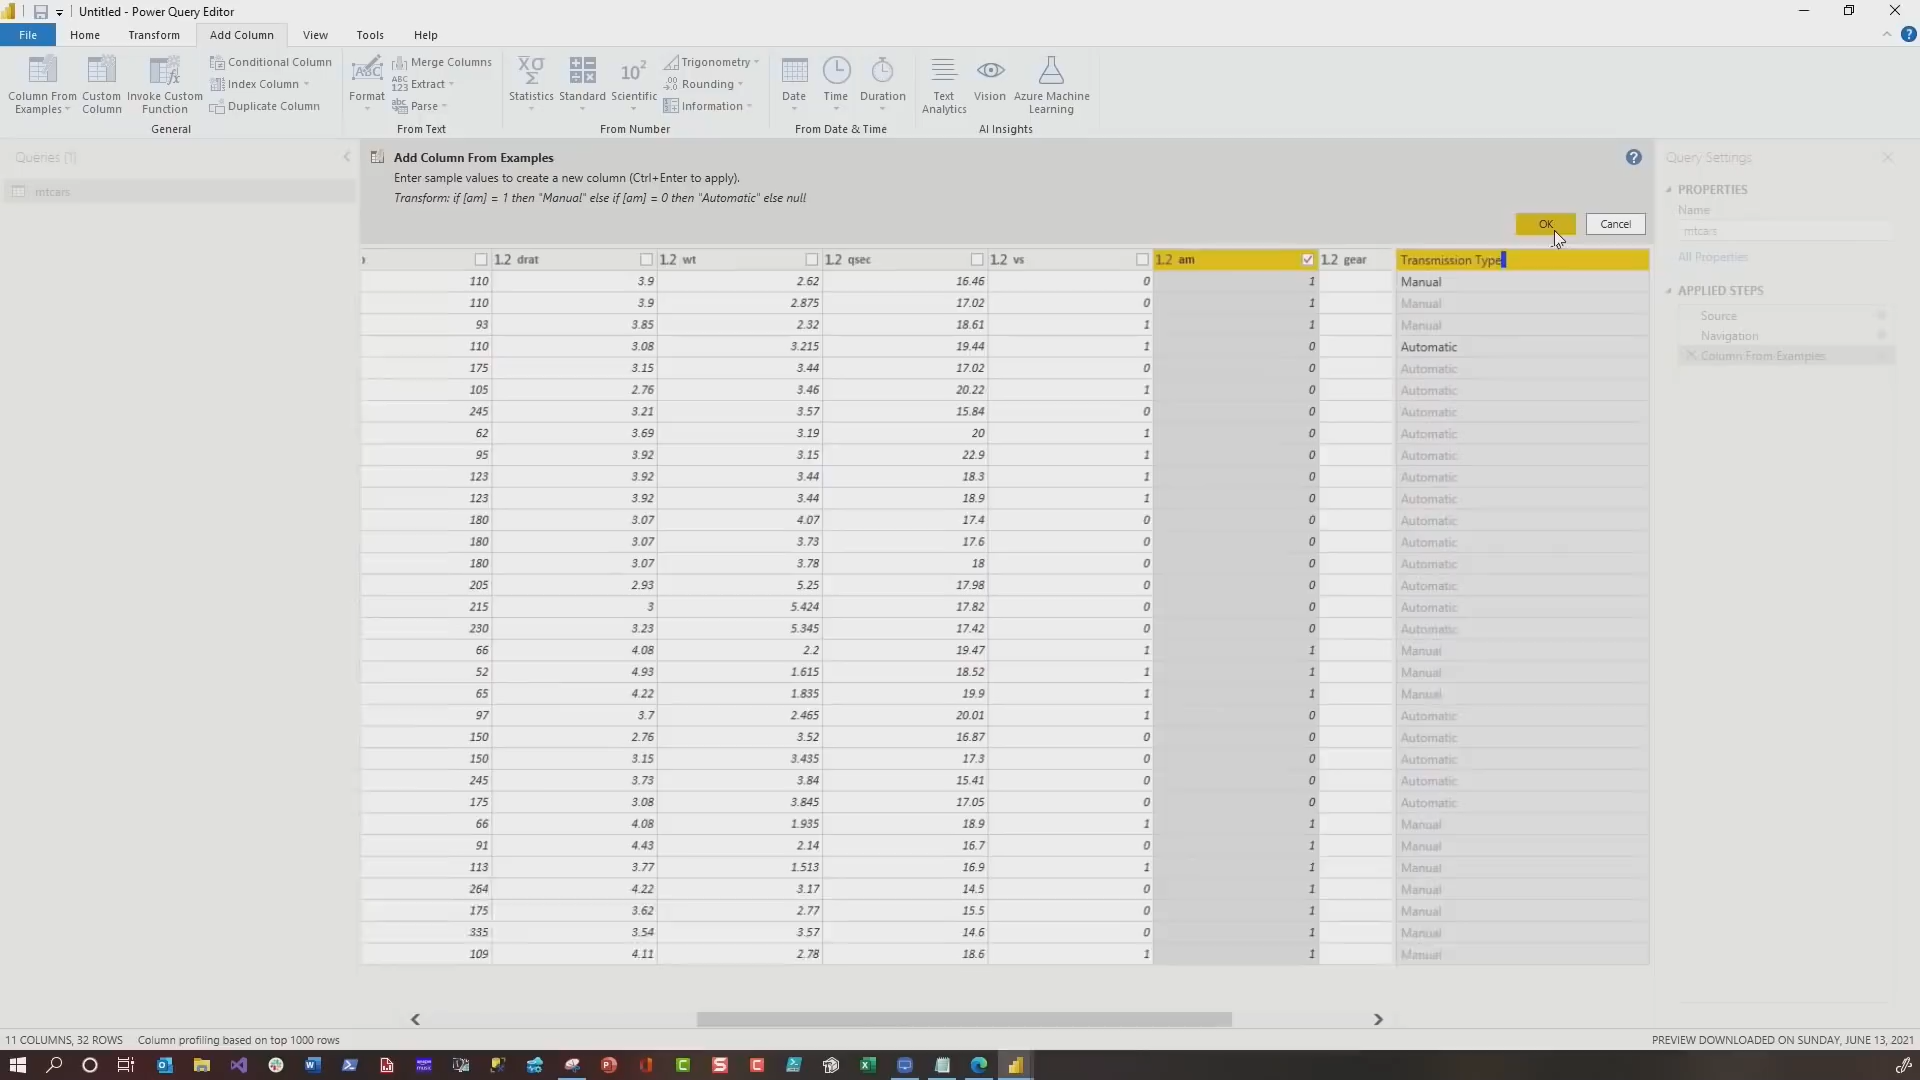 Untitled - Power Query Editor
File Home Transform Add Column View Tools Help
Column From Examples
Custom Column
Invoke Custom Function
Conditional Column
Index Column
Duplicate Column
General
Format
Merge Columns
Extract
Parse
From Text
Statistics
Standard
Scientific
Trigonometry
Rounding
Information
From Number
Date
Time
Duration
From Date & Time
Text Analytics
Vision
Azure Machine Learning
AI Insights
Queries [1]
mtcars
Add Column From Examples
Enter sample values to create a new column (Ctrl+Enter to apply).
Transform: if [am] = 1 then "Manual" else if [am] = 0 then "Automatic" else null
OK
Cancel
1.2 drat 1.2 wt 1.2 qsec 1.2 vs 1.2 am 1.2 gear Transmission Type
110 3.9 2.62 16.46 0 1 Manual
110 3.9 2.875 17.02 0 1 Manual
93 3.85 2.32 18.61 1 1 Manual
110 3.08 3.215 19.44 1 0 Automatic
175 3.15 3.44 17.02 0 0 Automatic
105 2.76 3.46 20.22 1 0 Automatic
245 3.21 3.57 15.84 0 0 Automatic
62 3.69 3.19 20 1 0 Automatic
95 3.92 3.15 22.9 1 0 Automatic
123 3.92 3.44 18.3 1 0 Automatic
123 3.92 3.44 18.9 1 0 Automatic
180 3.07 4.07 17.4 0 0 Automatic
180 3.07 3.73 17.6 0 0 Automatic
180 3.07 3.78 18 0 0 Automatic
205 2.93 5.25 17.98 0 0 Automatic
215 3 5.424 17.82 0 0 Automatic
230 3.23 5.345 17.42 0 0 Automatic
66 4.08 2.2 19.47 1 1 Manual
52 4.93 1.615 18.52 1 1 Manual
65 4.22 1.835 19.9 1 1 Manual
97 3.7 2.465 20.01 1 0 Automatic
150 2.76 3.52 16.87 0 0 Automatic
150 3.15 3.435 17.3 0 0 Automatic
245 3.73 3.84 15.41 0 0 Automatic
175 3.08 3.845 17.05 0 0 Automatic
66 4.08 1.935 18.9 1 1 Manual
91 4.43 2.14 16.7 0 1 Manual
113 3.77 1.513 16.9 1 1 Manual
264 4.22 3.17 14.5 0 1 Manual
175 3.62 2.77 15.5 0 1 Manual
335 3.54 3.57 14.6 0 1 Manual
109 4.11 2.78 18.6 1 1 Manual
Query Settings
PROPERTIES
Name
mtcars
All Properties
APPLIED STEPS
Source
Navigation
Column From Examples
11 COLUMNS, 32 ROWS Column profiling based on top 1000 rows
PREVIEW DOWNLOADED ON SUNDAY, JUNE 13, 2021